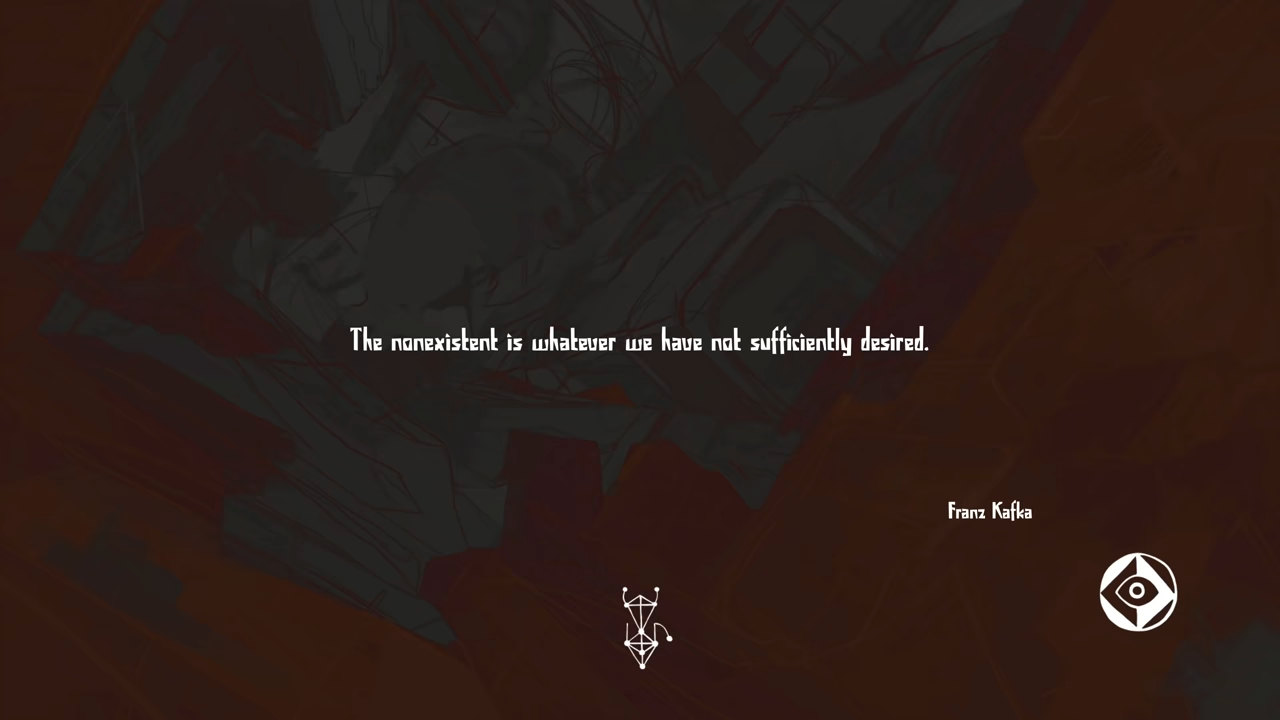 The nonexistent is whatever we have not sufficiently desired.
Franz Kafka